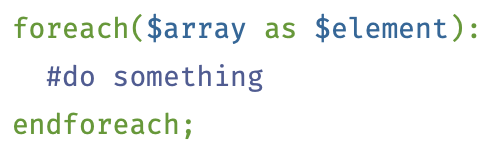 foreach($array as $element):
  #do something
endforeach;